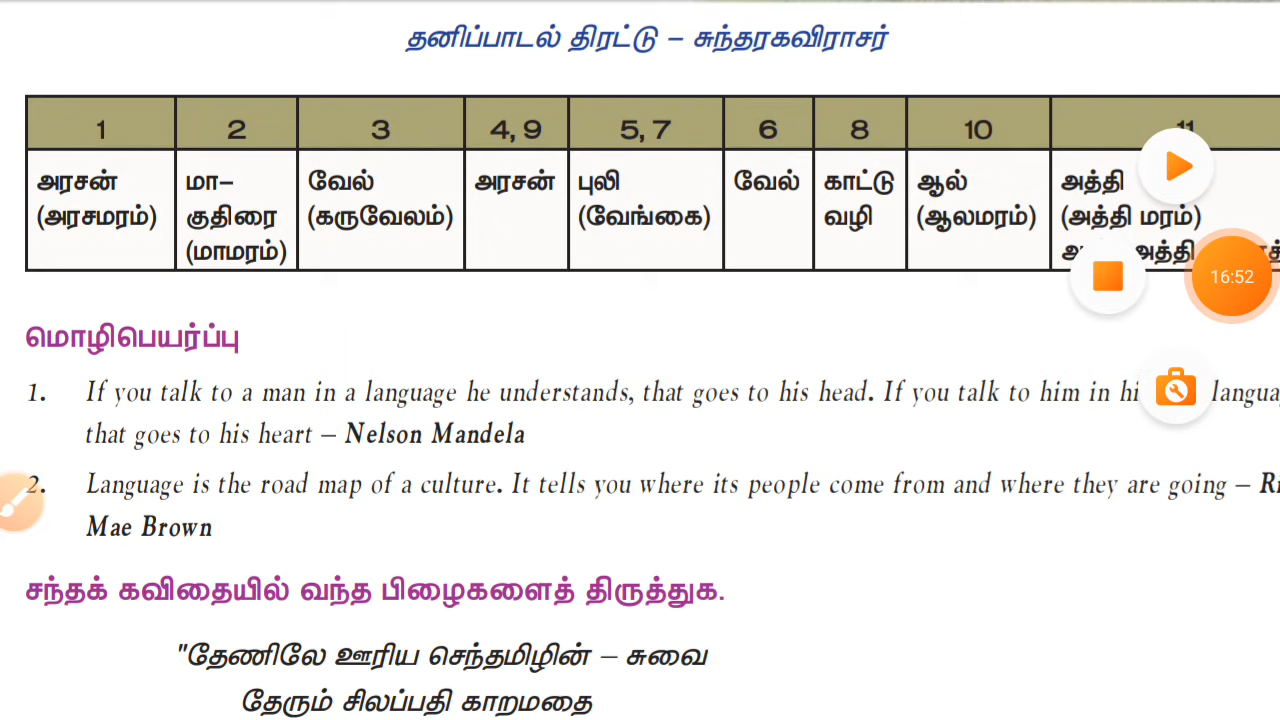 தனிப்பாடல் திரட்டு – சுந்தரகவிராசர்
1 2 3 4, 9 5, 7 6 8 10 11
அரசன் மா– வேல் அரசன் புலி வேல் காட்டு ஆல் அத்தி
(அரசமரம்) குதிரை (கருவேலம்) (வேங்கை) வழி (ஆலமரம்) (அத்தி மரம்)
(மாமரம்) அத்தி
16:52
மொழிபெயர்ப்பு
1. If you talk to a man in a language he understands, that goes to his head. If you talk to him in
that goes to his heart – Nelson Mandela
2. Language is the road map of a culture. It tells you where its people come from and where they are going –
Mae Brown
சந்தக் கவிதையில் வந்த பிழைகளைத் திருத்துக.
"தேணிலே ஊரிய செந்தமிழின் – சுவை
தேரும் சிலப்பதி காறமதை